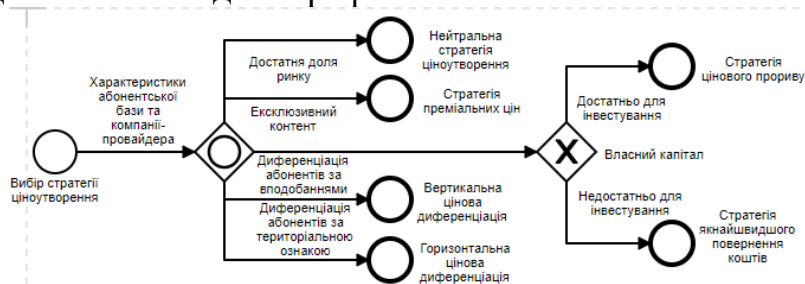 Вибір стратегії
ціноутворення
Характеристики
абонентської
бази та
компанії-
провайдера
Достатня доля
ринку
Нейтральна
стратегія
ціноутворення
Ексклюзивний
контент
Стратегія
преміальних цін
Диференціація
абонентів за
вподобаннями
Вертикальна
цінова
диференціація
Диференціація
абонентів за
територіальною
ознакою
Горизонтальна
цінова
диференціація
Власний капітал
Достатньо для
інвестування
Стратегія
цінового прориву
Недостатньо для
інвестування
Стратегія
якнайшвидшого
повернення
коштів